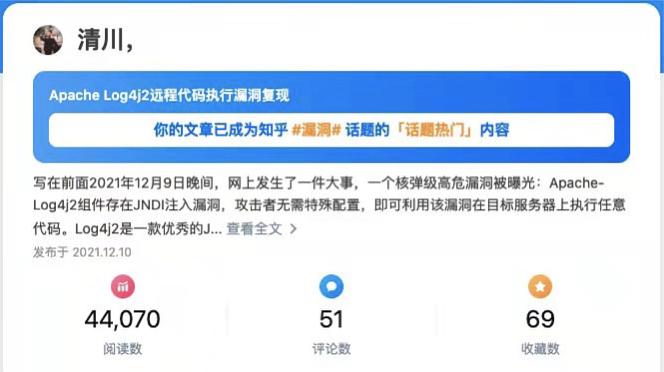 清川，
Apache Log4j2远程代码执行漏洞复现
你的文章已成为知乎 #漏洞# 话题的「话题热门」内容
写在前面2021年12月9日晚间，网上发生了一件大事，一个核弹级高危漏洞被曝光：Apache-
Log4j2组件存在JNDI注入漏洞，攻击者无需特殊配置，即可利用该漏洞在目标服务器上执行任意
代码。Log4j2是一款优秀的J... 查看全文 >
发布于 2021.12.10
44,070 51 69
阅读数 评论数 收藏数